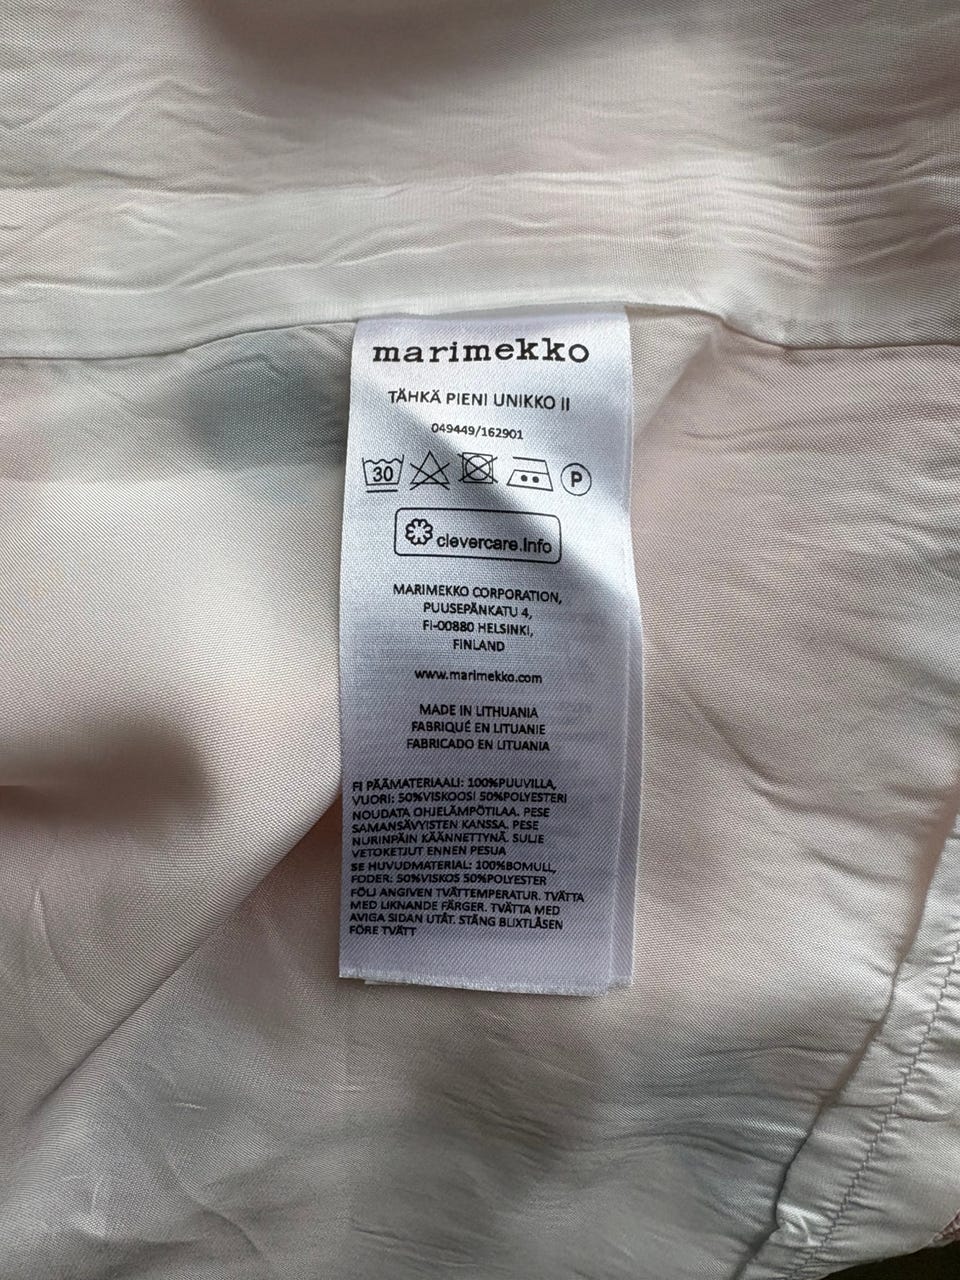 marimekko
TÄHKÄ PIENI UNIKKO II
049449/162901
30 P
clevercare.info
MARIMEKKO CORPORATION,
PUUSEPÄNKATU 4,
FI-00880 HELSINKI,
FINLAND
www.marimekko.com
MADE IN LITHUANIA
FABRIQUÉ EN LITUANIE
FABRICADO EN LITUANIA
FI PÄÄMATERIAALI: 100%PUUVILLA,
VUORI: 50%VISKOOSI 50%POLYESTERI
NOUDATA OHJELÄMPÖTILAA. PESE
SAMANSÄVYISTEN KANSSA. PESE
NURINPÄIN KÄÄNNETTYNÄ. SULJE
VETOKETJUT ENNEN PESUA
SE HUVUDMATERIAL: 100%BOMULL,
FODER: 50%VISKOS 50%POLYESTER
FÖLJ ANGIVEN TVÄTTEMPERATUR. TVÄTTA
MED LIKNANDE FÄRGER. TVÄTTA MED
AVIGA SIDAN UTÅT. STÄNG BLIXTLÅSEN
FÖRE TVÄTT